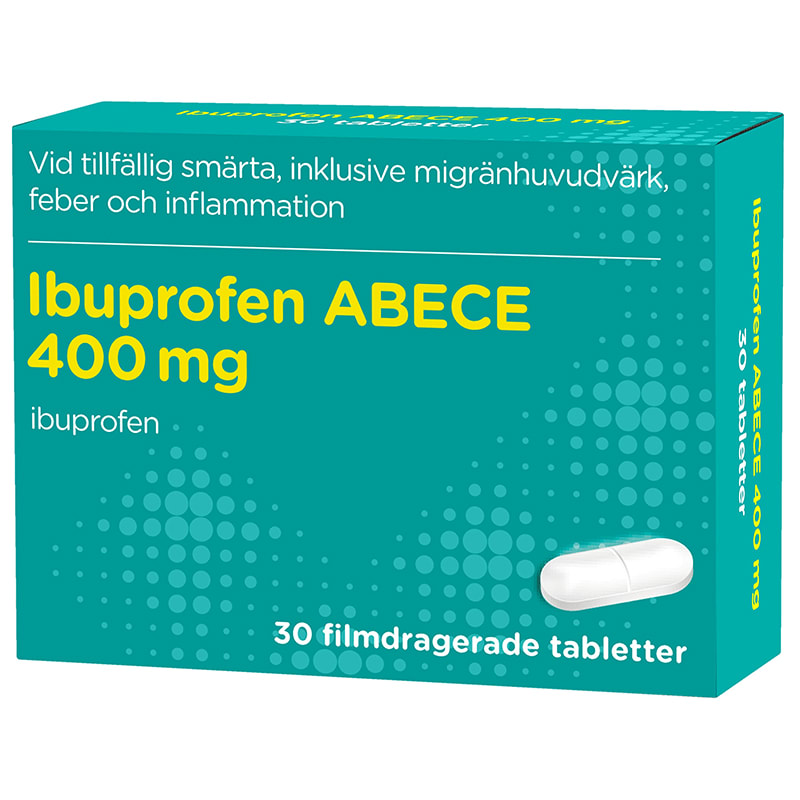 Ibuprofen ABECE 400 mg
30 tabletter
Vid tillfällig smärta, inklusive migränhuvudvärk,
feber och inflammation
Ibuprofen ABECE
400 mg
ibuprofen
30 filmdragerade tabletter
Ibuprofen ABECE 400 mg
30 tabletter